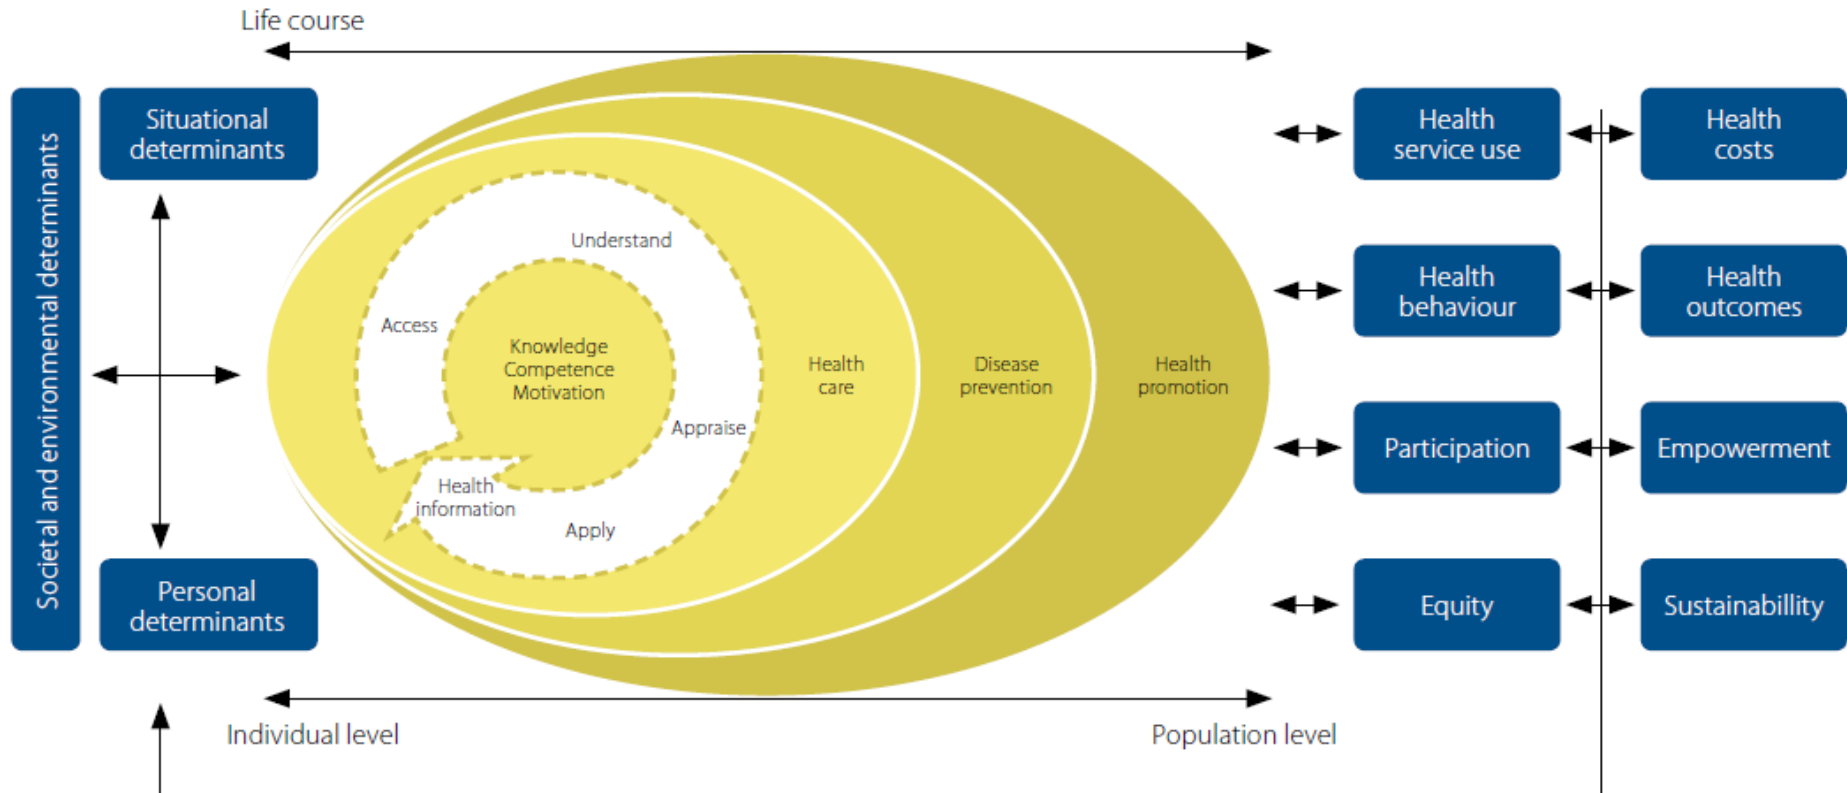 Life course
Societal and environmental determinants
Situational
determinants
Personal
determinants
Understand
Access
Knowledge
Competence
Motivation
Appraise
Health
information
Apply
Health
care
Disease
prevention
Health
promotion
Individual level
Population level
Health
service use
Health
costs
Health
behaviour
Health
outcomes
Participation
Empowerment
Equity
Sustainabillity